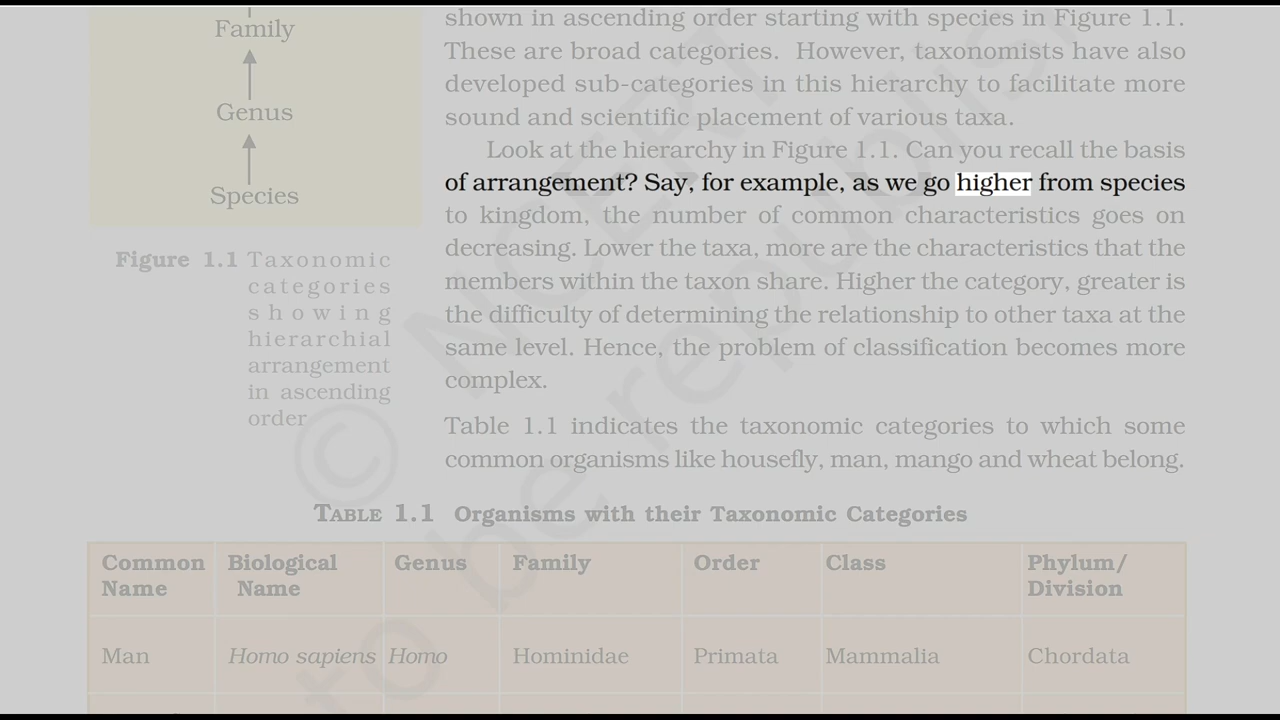 Family
Genus
Species
Figure 1.1 Taxonomic
categories
showing
hierarchial
arrangement
in ascending
order
shown in ascending order starting with species in Figure 1.1.
These are broad categories. However, taxonomists have also
developed sub-categories in this hierarchy to facilitate more
sound and scientific placement of various taxa.
Look at the hierarchy in Figure 1.1. Can you recall the basis
of arrangement? Say, for example, as we go higher from species
to kingdom, the number of common characteristics goes on
decreasing. Lower the taxa, more are the characteristics that the
members within the taxon share. Higher the category, greater is
the difficulty of determining the relationship to other taxa at the
same level. Hence, the problem of classification becomes more
complex.
Table 1.1 indicates the taxonomic categories to which some
common organisms like housefly, man, mango and wheat belong.
TABLE 1.1 Organisms with their Taxonomic Categories
Common Name Biological Name Genus Family Order Class Phylum/ Division
Man Homo sapiens Homo Hominidae Primata Mammalia Chordata
© NCERT
to be republis